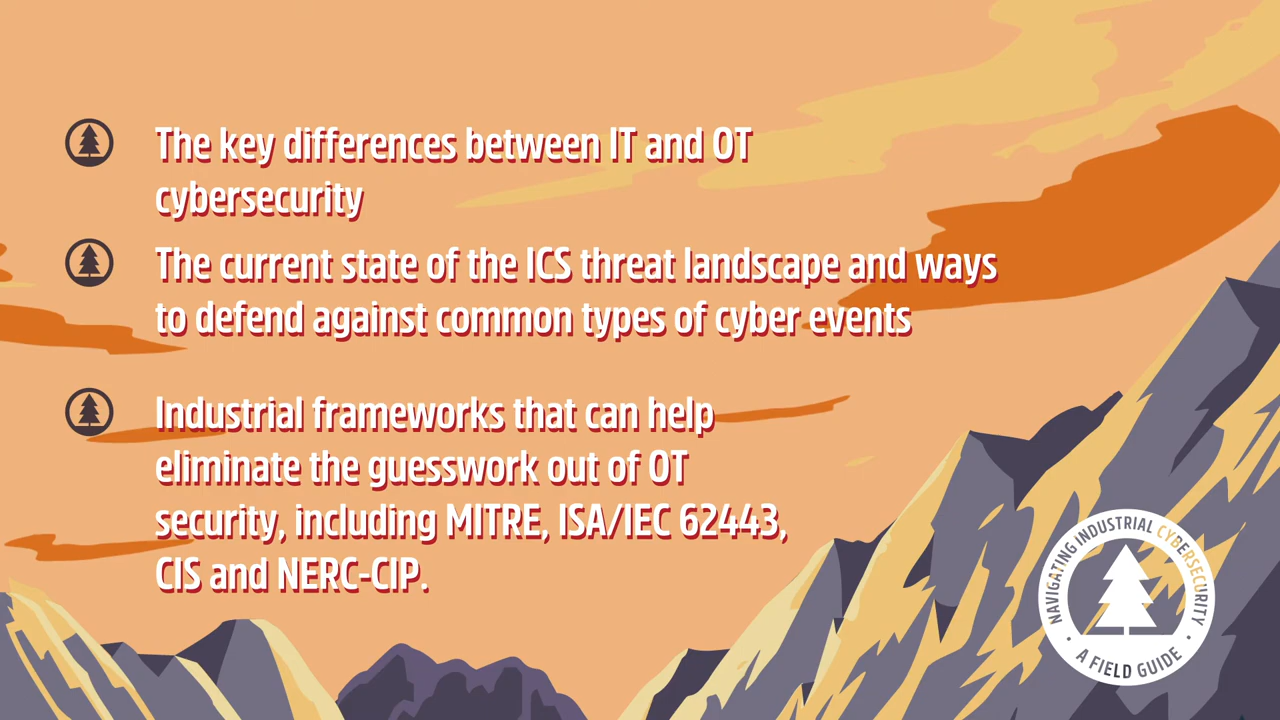 The key differences between IT and OT
cybersecurity
The current state of the ICS threat landscape and ways
to defend against common types of cyber events
Industrial frameworks that can help
eliminate the guesswork out of OT
security, including MITRE, ISA/IEC 62443,
CIS and NERC-CIP.
NAVIGATING INDUSTRIAL CYBERSECURITY
• A FIELD GUIDE •